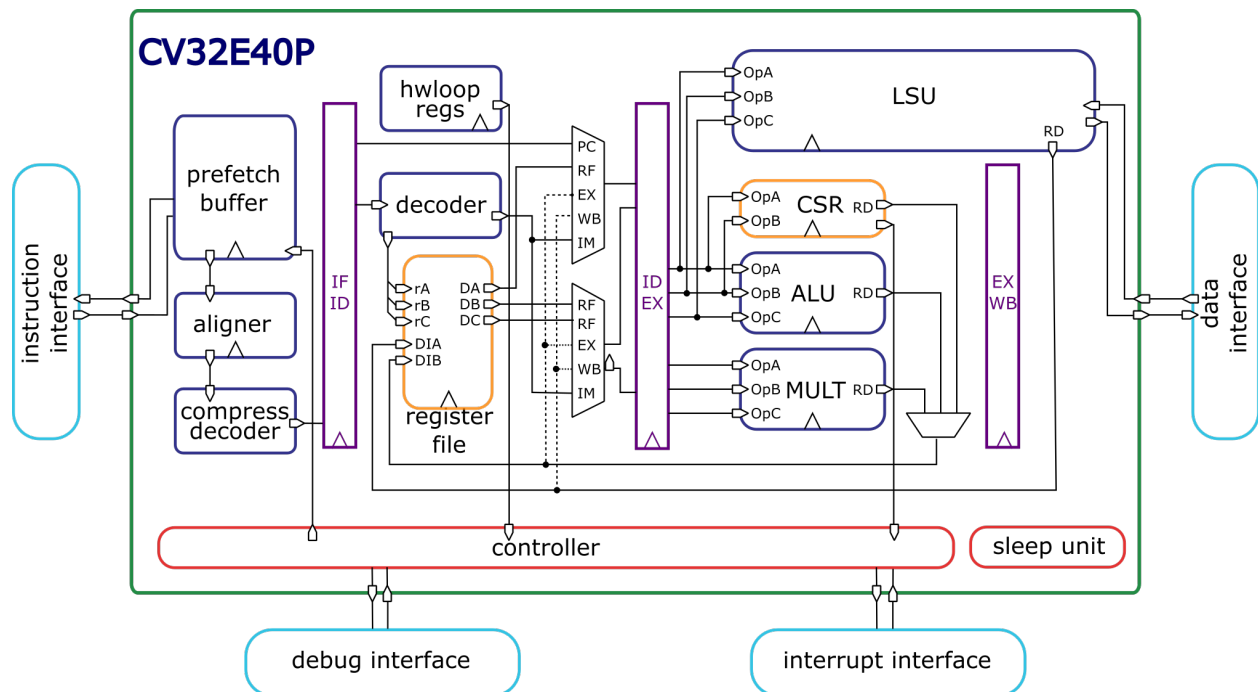 CV32E40P
instruction
interface
prefetch
buffer
aligner
compress
decoder
IF
ID
hwloop
regs
decoder
rA
rB
rC
DIA
DIB
DA
DB
DC
register
file
PC
RF
EX
WB
IM
RF
RF
EX
WB
IM
ID
EX
OpA
OpB
OpC
LSU
RD
OpA
OpB
CSR
RD
OpA
OpB
OpC
ALU
RD
OpA
OpB
OpC
MULT
RD
EX
WB
data
interface
controller
sleep unit
debug interface
interrupt interface